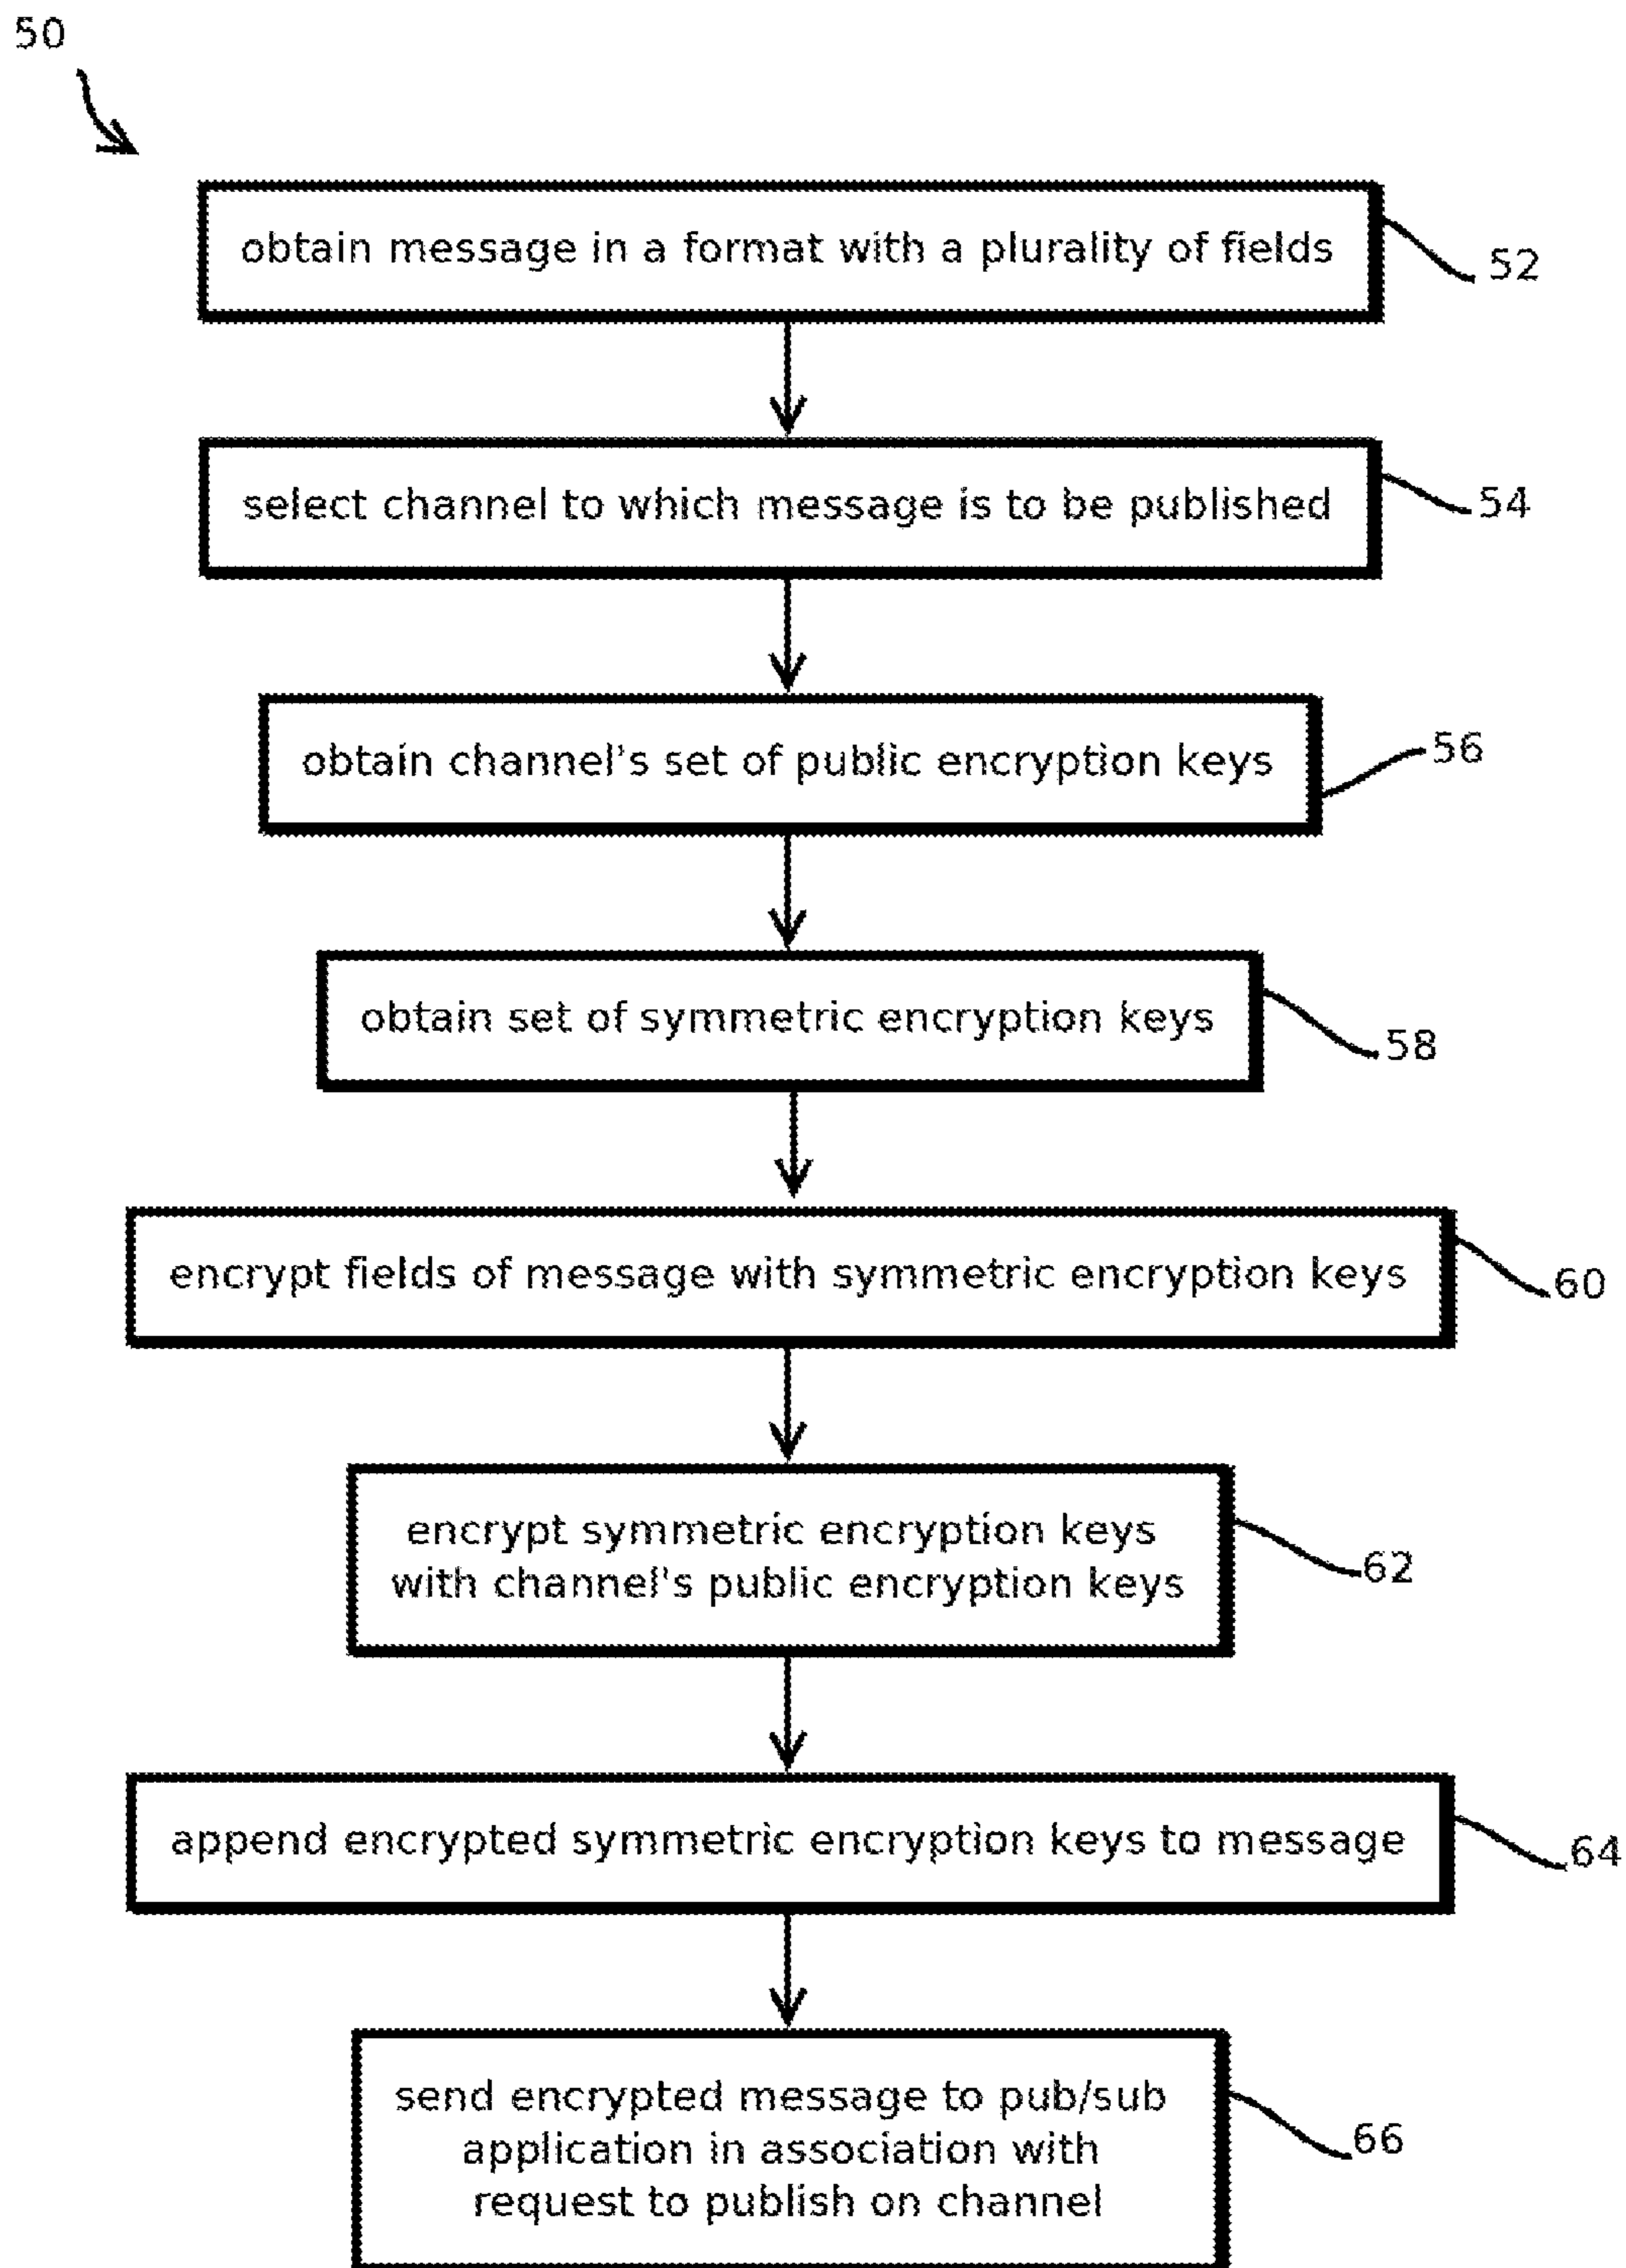 50
obtain message in a format with a plurality of fields
52
select channel to which message is to be published
54
obtain channel's set of public encryption keys
56
obtain set of symmetric encryption keys
58
encrypt fields of message with symmetric encryption keys
60
encrypt symmetric encryption keys
with channel's public encryption keys
62
append encrypted symmetric encryption keys to message
64
send encrypted message to pub/sub
application in association with
request to publish on channel
66